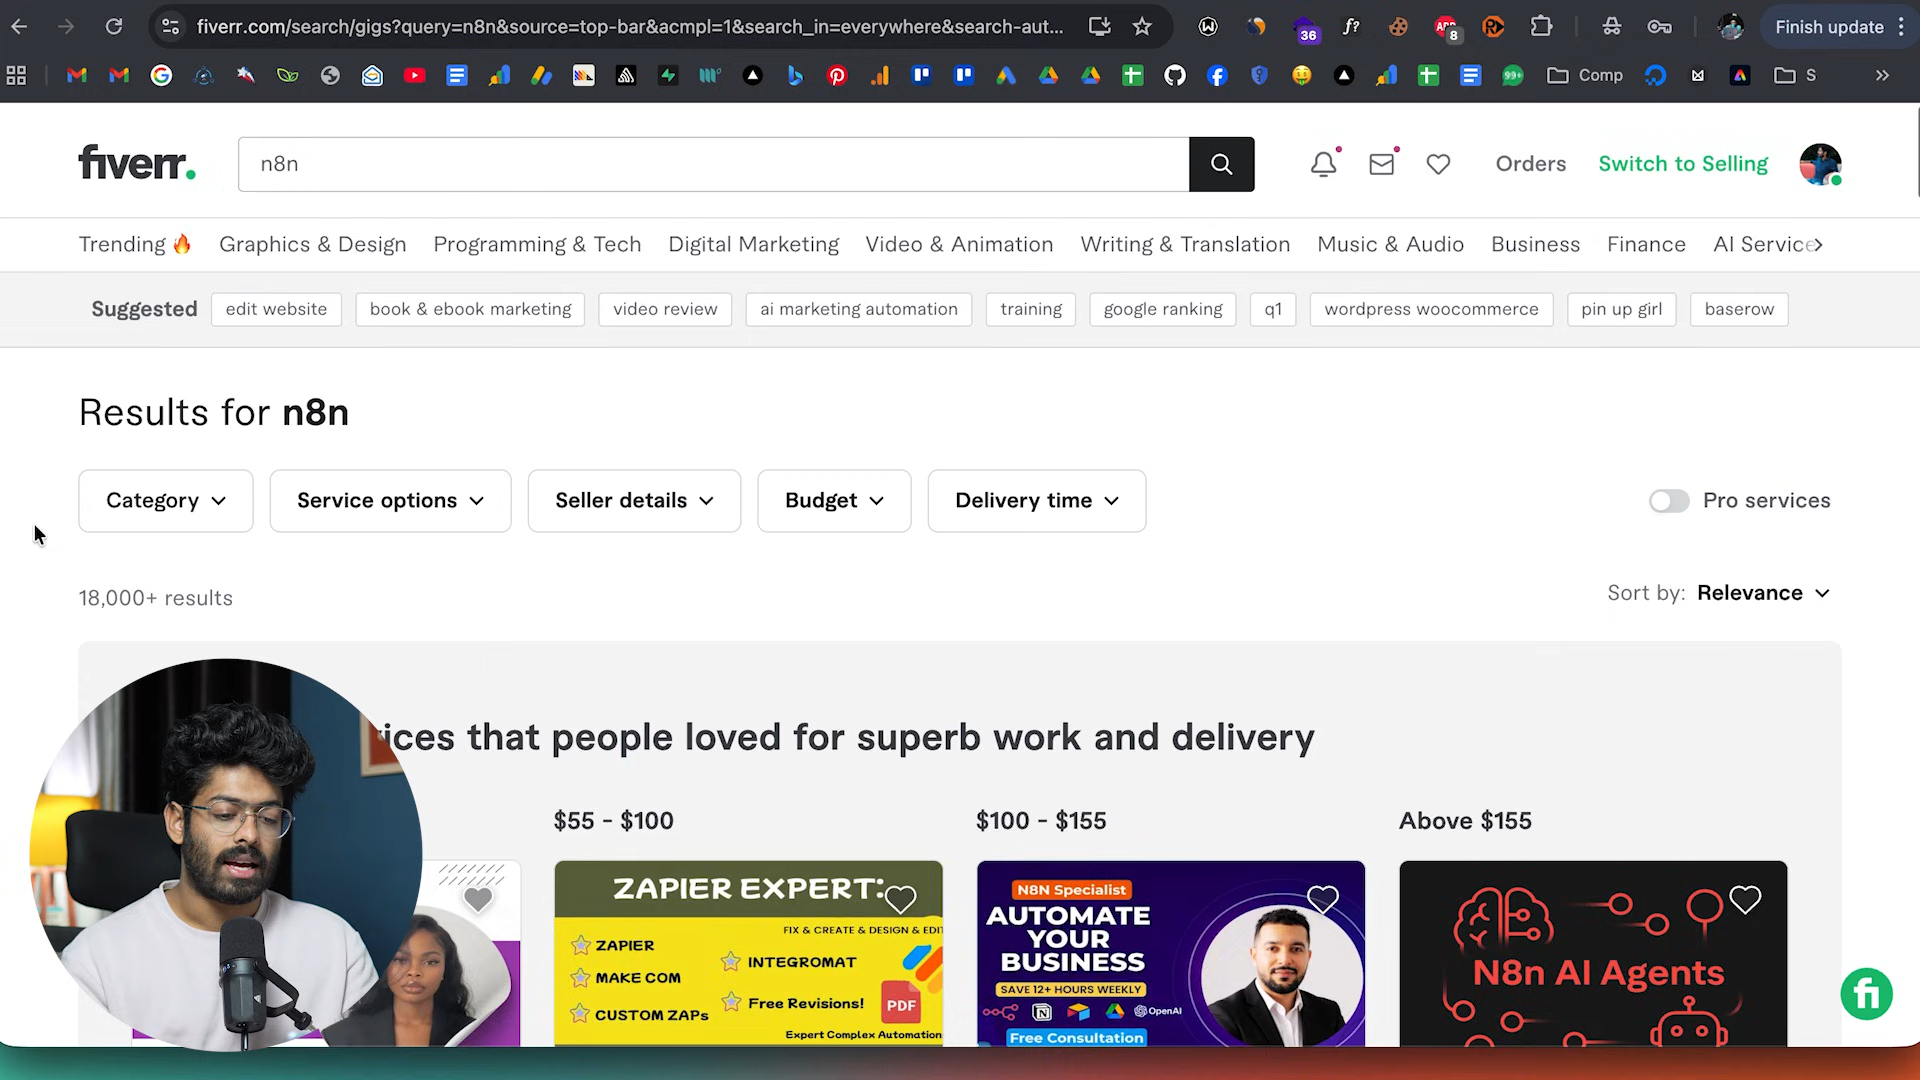 fiverr.com/search/gigs?query=n8n&source=top-bar&acmpl=1&search_in=everywhere&search-aut...
36
f?
8
Finish update
99+
Comp
S
fiverr.
n8n
Orders
Switch to Selling
Trending
Graphics & Design
Programming & Tech
Digital Marketing
Video & Animation
Writing & Translation
Music & Audio
Business
Finance
AI Service
Suggested
edit website
book & ebook marketing
video review
ai marketing automation
training
google ranking
q1
wordpress woocommerce
pin up girl
baserow
Results for n8n
Category
Service options
Seller details
Budget
Delivery time
Pro services
18,000+ results
Sort by: Relevance
ices that people loved for superb work and delivery
$55 - $100
$100 - $155
Above $155
ZAPIER EXPERT:
FIX & CREATE & DESIGN & EDI
ZAPIER
MAKE COM
CUSTOM ZAPs
INTEGROMAT
Free Revisions!
PDF
Expert Complex Automation
N8N Specialist
AUTOMATE
YOUR
BUSINESS
SAVE 12+ HOURS WEEKLY
OpenAI
Free Consultation
N8n AI Agents
fi